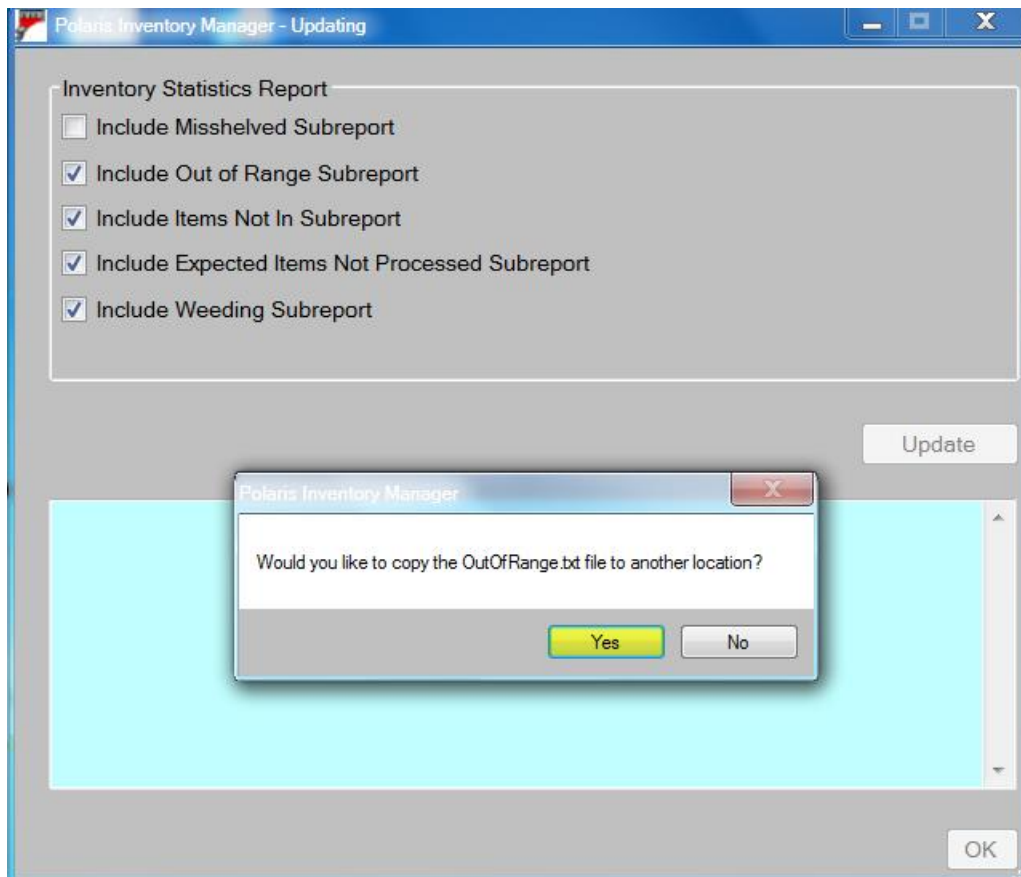 Polaris Inventory Manager - Updating
Inventory Statistics Report
Include Misshelved Subreport
Include Out of Range Subreport
Include Items Not In Subreport
Include Expected Items Not Processed Subreport
Include Weeding Subreport
Update
Polaris Inventory Manager
Would you like to copy the OutOfRange.txt file to another location?
Yes No
OK